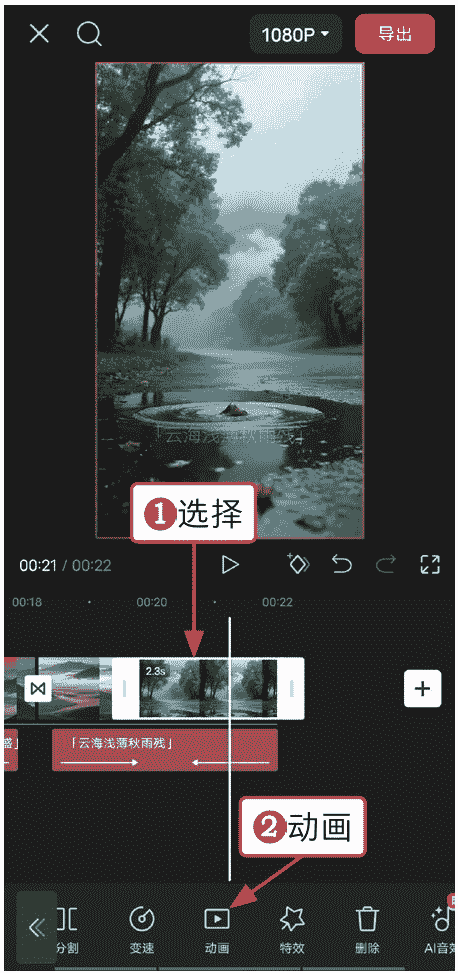 1080P 导出
「云海浅薄秋雨残」
❶选择
00:21 / 00:22
00:18 00:20 00:22
2.3s
盛」 「云海浅薄秋雨残」
❷动画
分割 变速 动画 特效 删除 AI音效